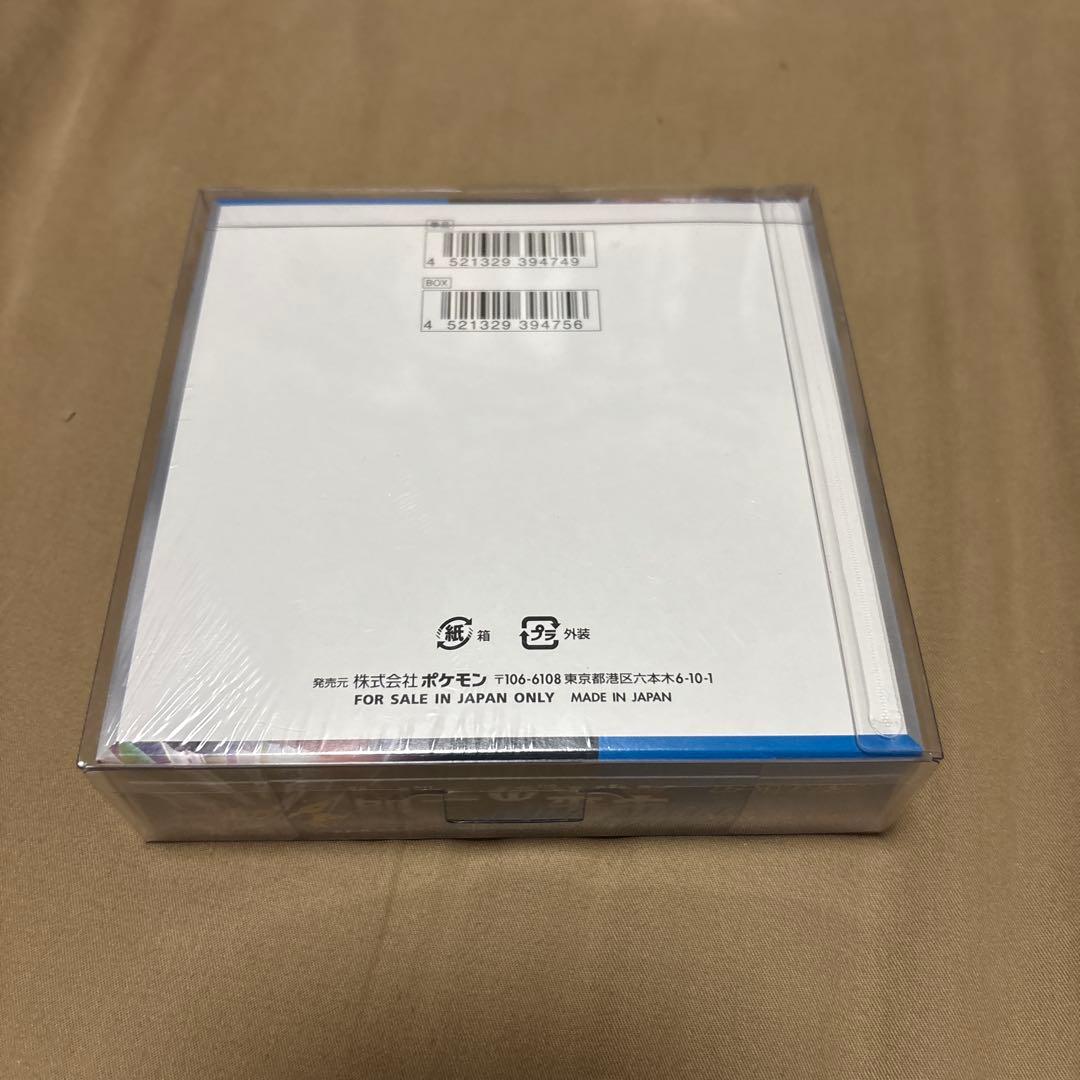 4 521329 394749
BOX
4 521329 394756
紙 箱 プラ 外装
発売元 株式会社 ポケモン 〒106-6108 東京都港区六本木6-10-1
FOR SALE IN JAPAN ONLY MADE IN JAPAN